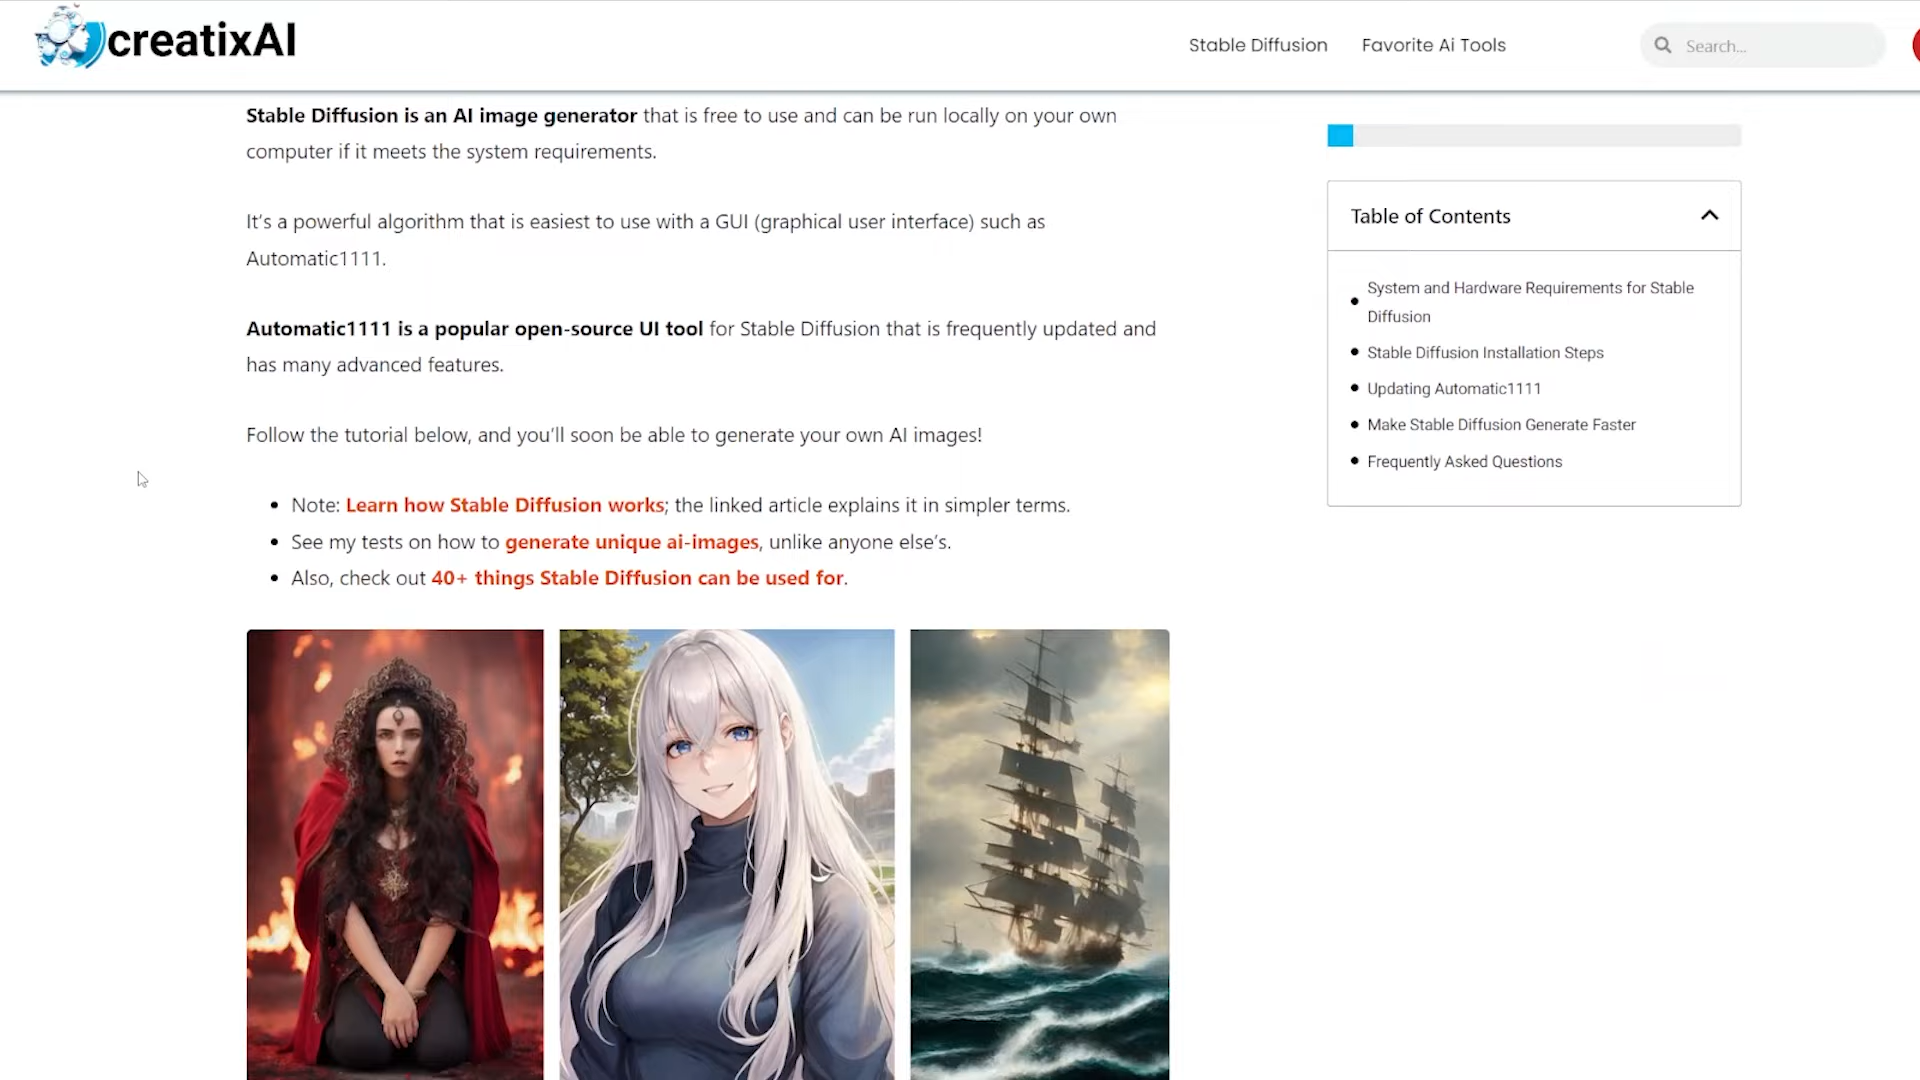 creatixAI
Stable Diffusion
Favorite Ai Tools
Search...
Stable Diffusion is an AI image generator that is free to use and can be run locally on your own
computer if it meets the system requirements.
It’s a powerful algorithm that is easiest to use with a GUI (graphical user interface) such as
Automatic1111.
Automatic1111 is a popular open-source UI tool for Stable Diffusion that is frequently updated and
has many advanced features.
Follow the tutorial below, and you’ll soon be able to generate your own AI images!
Note: Learn how Stable Diffusion works; the linked article explains it in simpler terms.
See my tests on how to generate unique ai-images, unlike anyone else’s.
Also, check out 40+ things Stable Diffusion can be used for.
Table of Contents
System and Hardware Requirements for Stable
Diffusion
Stable Diffusion Installation Steps
Updating Automatic1111
Make Stable Diffusion Generate Faster
Frequently Asked Questions